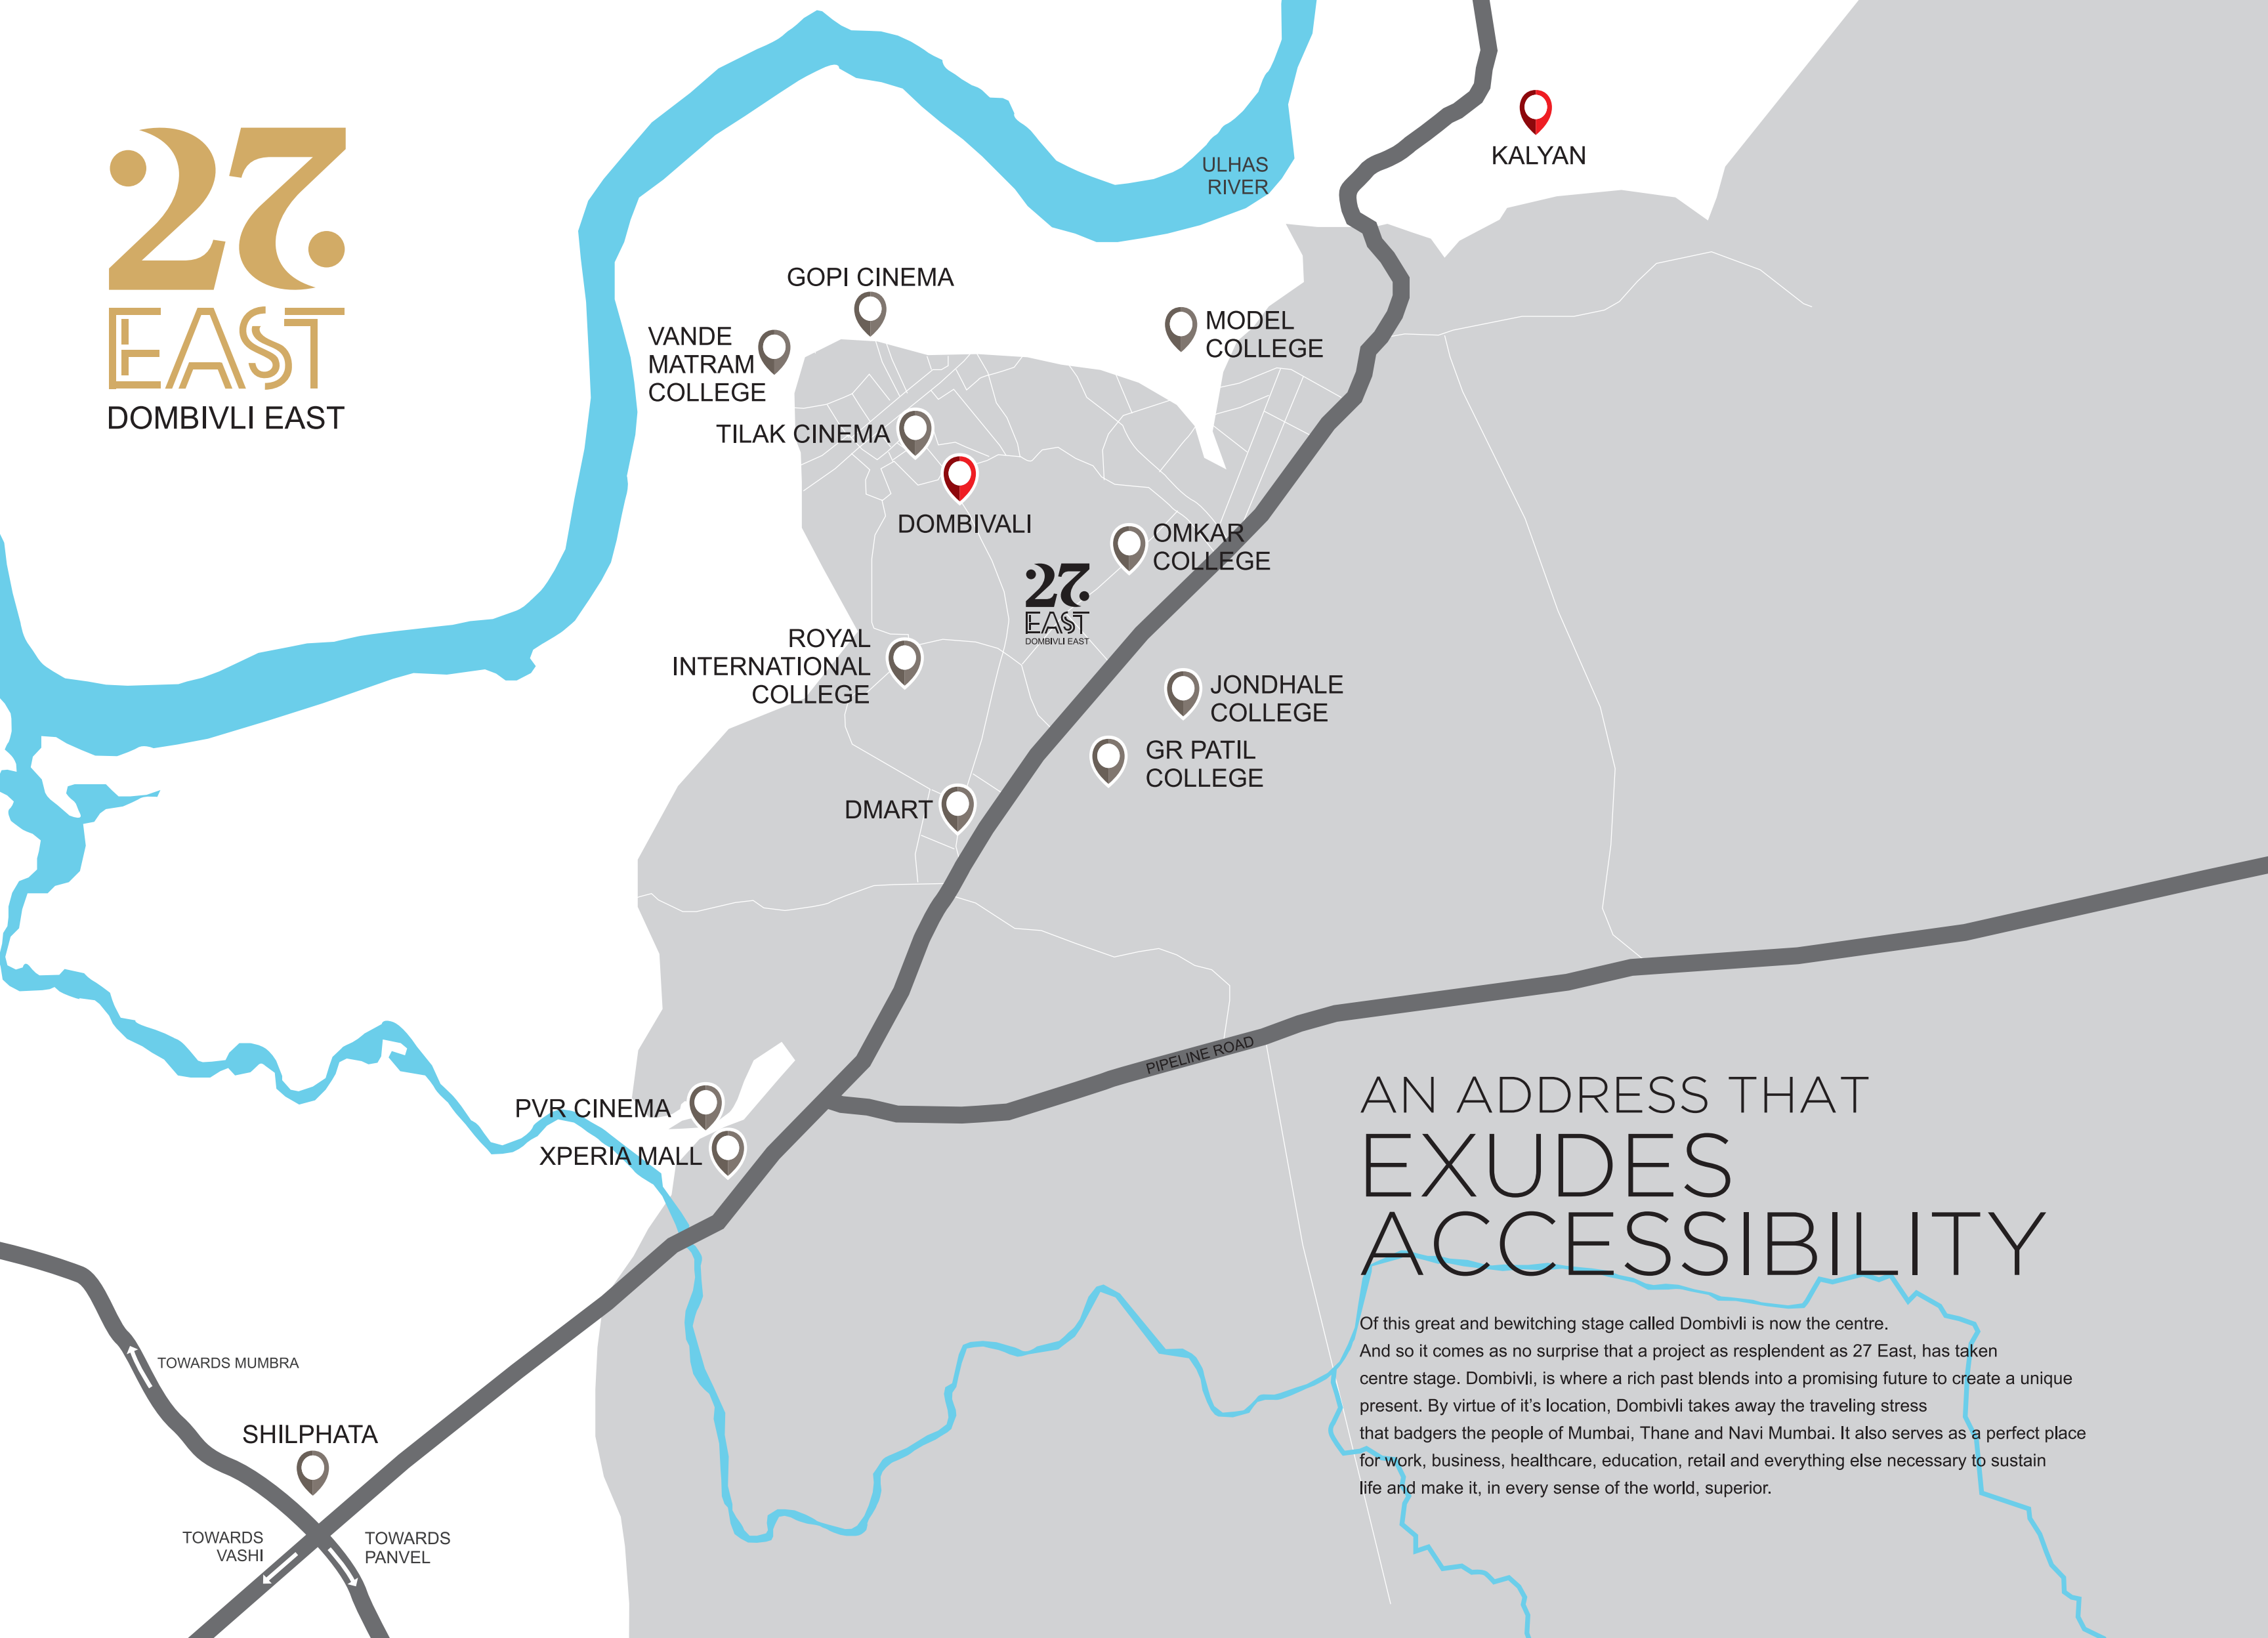 27.
EAST
DOMBIVLI EAST
ULHAS
RIVER
KALYAN
GOPI CINEMA
VANDE
MATRAM
COLLEGE
MODEL
COLLEGE
TILAK CINEMA
DOMBIVALI
OMKAR
COLLEGE
27.
EAST
DOMBIVLI EAST
ROYAL
INTERNATIONAL
COLLEGE
JONDHALE
COLLEGE
GR PATIL
COLLEGE
DMART
PIPELINE ROAD
PVR CINEMA
XPERIA MALL
TOWARDS MUMBRA
SHILPHATA
TOWARDS
VASHI
TOWARDS
PANVEL
AN ADDRESS THAT
EXUDES
ACCESSIBILITY
Of this great and bewitching stage called Dombivli is now the centre.
And so it comes as no surprise that a project as resplendent as 27 East, has taken
centre stage. Dombivli, is where a rich past blends into a promising future to create a unique
present. By virtue of it's location, Dombivli takes away the traveling stress
that badgers the people of Mumbai, Thane and Navi Mumbai. It also serves as a perfect place
for work, business, healthcare, education, retail and everything else necessary to sustain
life and make it, in every sense of the world, superior.